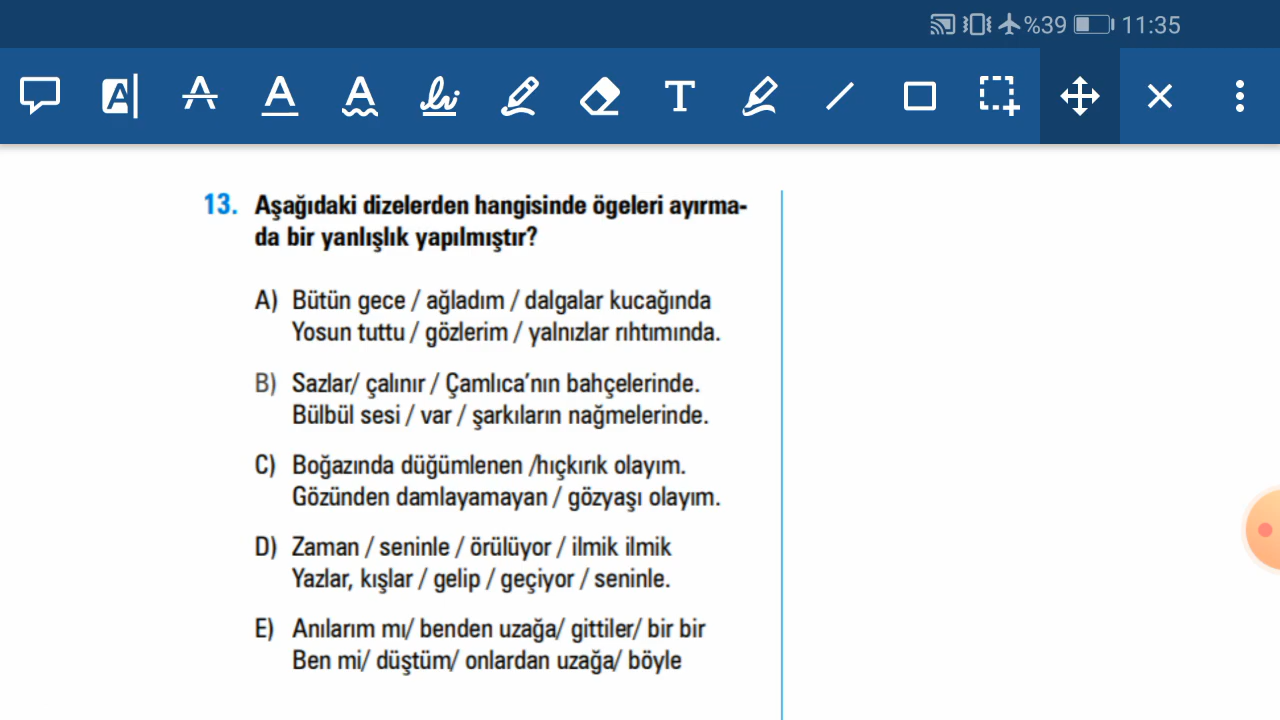 %39 11:35
A A A T
13. Aşağıdaki dizelerden hangisinde ögeleri ayırma-
da bir yanlışlık yapılmıştır?
A) Bütün gece / ağladım / dalgalar kucağında
Yosun tuttu / gözlerim / yalnızlar rıhtımında.
B) Sazlar/ çalınır / Çamlıca'nın bahçelerinde.
Bülbül sesi / var / şarkıların nağmelerinde.
C) Boğazında düğümlenen /hıçkırık olayım.
Gözünden damlayamayan / gözyaşı olayım.
D) Zaman / seninle / örülüyor / ilmik ilmik
Yazlar, kışlar / gelip / geçiyor / seninle.
E) Anılarım mı/ benden uzağa/ gittiler/ bir bir
Ben mi/ düştüm/ onlardan uzağa/ böyle